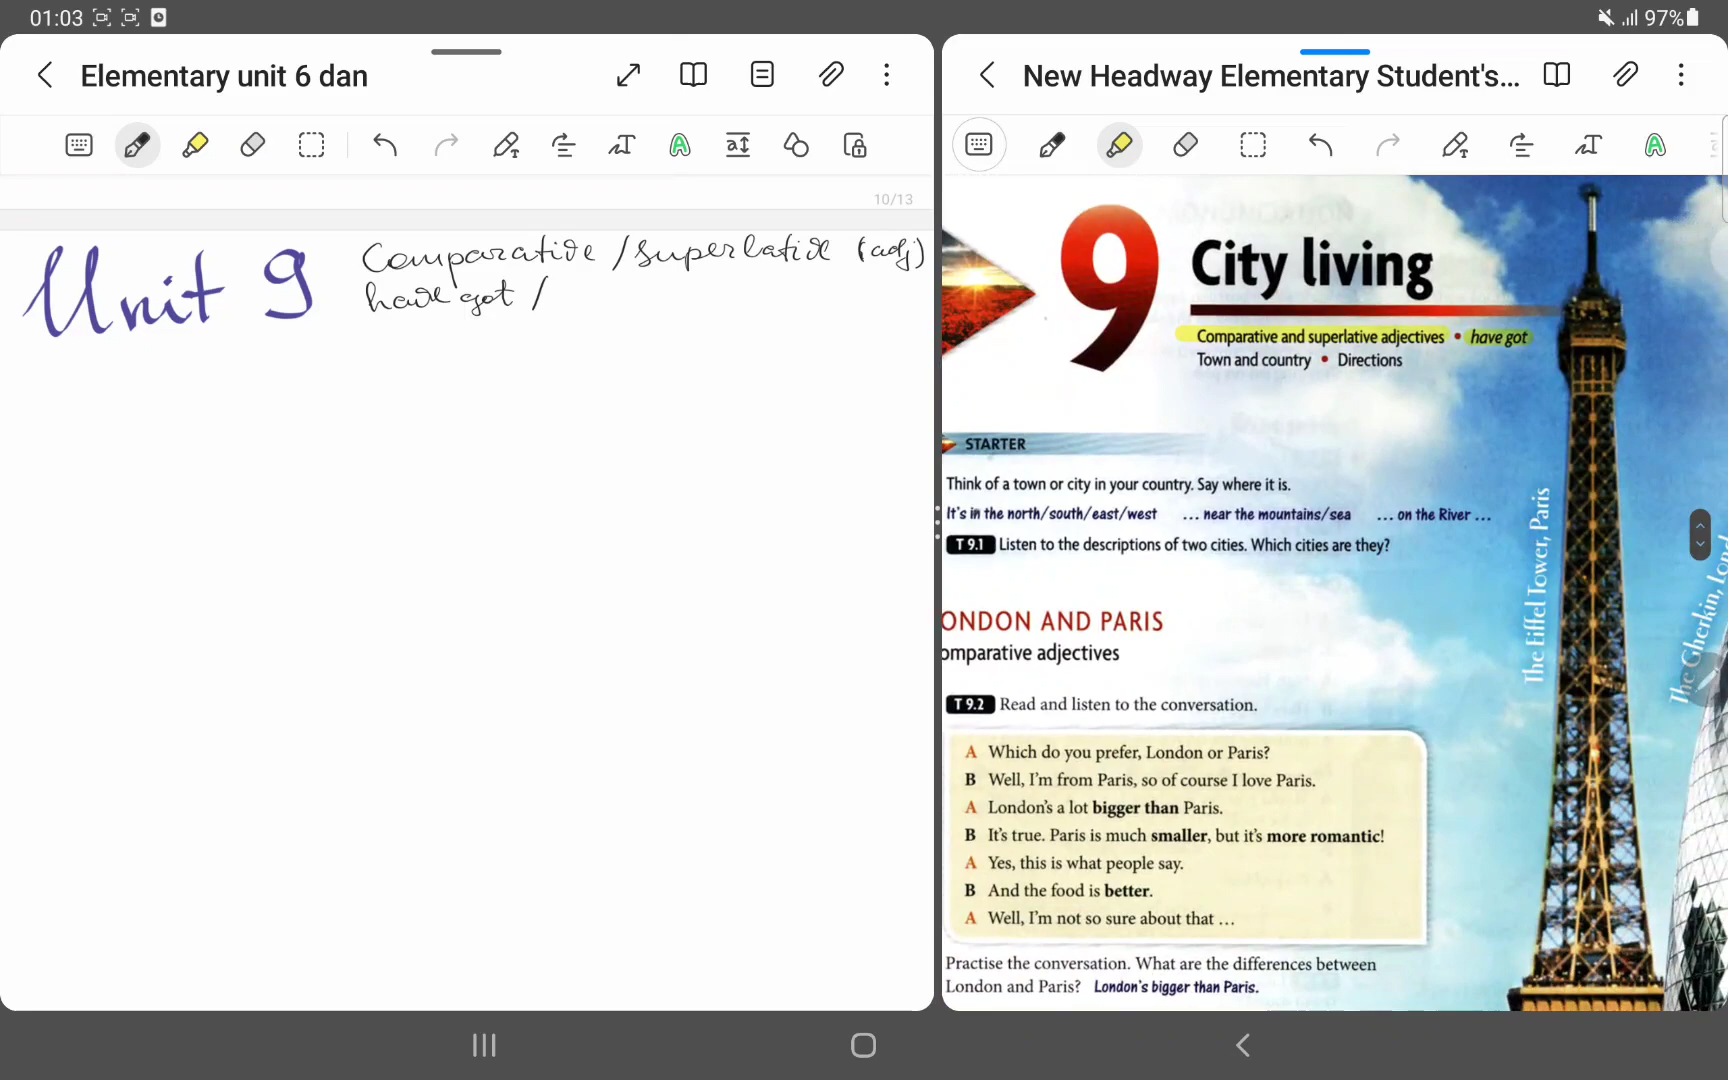 01:03
97%
Elementary unit 6 dan
10/13
Unit 9
Comparative / superlative (adj)
have got /
New Headway Elementary Student's...
9
City living
Comparative and superlative adjectives • have got
Town and country • Directions
STARTER
Think of a town or city in your country. Say where it is.
It's in the north/south/east/west ... near the mountains/sea ... on the River ...
T 9.1 Listen to the descriptions of two cities. Which cities are they?
ONDON AND PARIS
omparative adjectives
T 9.2 Read and listen to the conversation.
A Which do you prefer, London or Paris?
B Well, I'm from Paris, so of course I love Paris.
A London's a lot bigger than Paris.
B It's true. Paris is much smaller, but it's more romantic!
A Yes, this is what people say.
B And the food is better.
A Well, I'm not so sure about that ...
Practise the conversation. What are the differences between
London and Paris? London's bigger than Paris.
The Eiffel Tower, Paris
The Gherkin, Lond